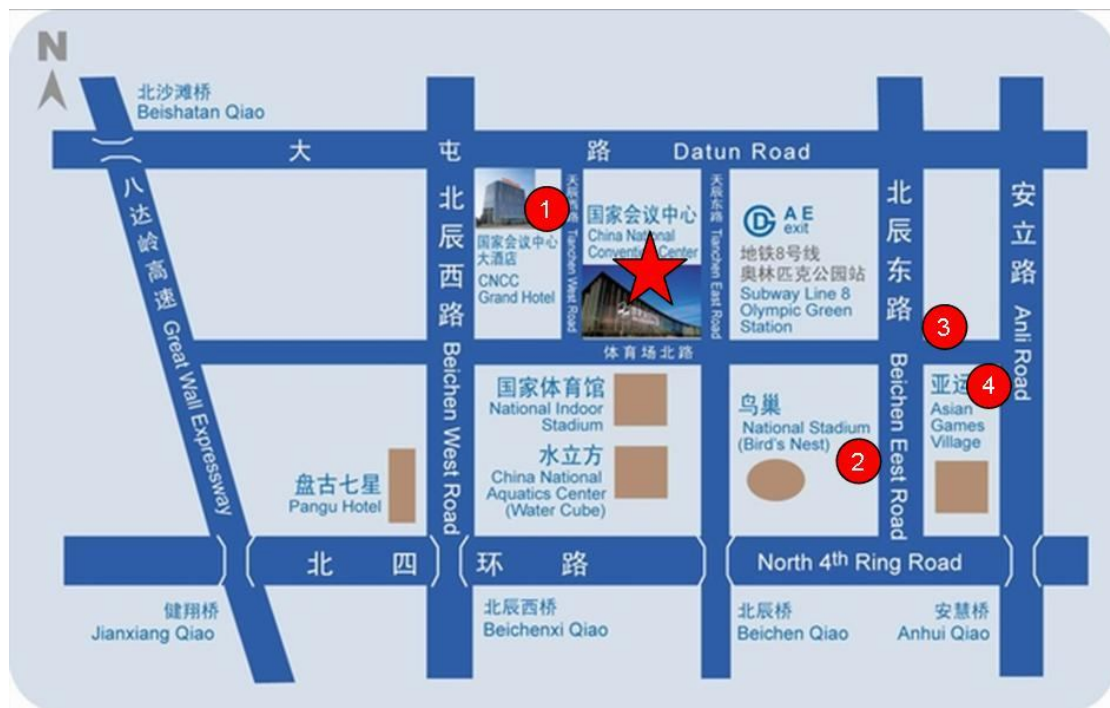 N
北沙滩桥
Beishatan Qiao
大 屯 路 Datun Road
八达岭高速 Great Wall Expressway
北辰西路 Beichen West Road
国家会议中心
大酒店
CNCC
Grand Hotel
1
天辰西路 Tianchen West Road
国家会议中心
China National
Convention Center
天辰东路 Tianchen East Road
A E
exit
地铁8号线
奥林匹克公园站
Subway Line 8
Olympic Green
Station
北辰东路 Beichen Eest Road
安立路 Anli Road
3
体育场北路
国家体育馆
National Indoor
Stadium
水立方
China National
Aquatics Center
(Water Cube)
鸟巢
National Stadium
(Bird's Nest)
2
亚运
4
Asian
Games
Village
盘古七星
Pangu Hotel
北 四 环 路 North 4th Ring Road
健翔桥
Jianxiang Qiao
北辰西桥
Beichenxi Qiao
北辰桥
Beichen Qiao
安慧桥
Anhui Qiao